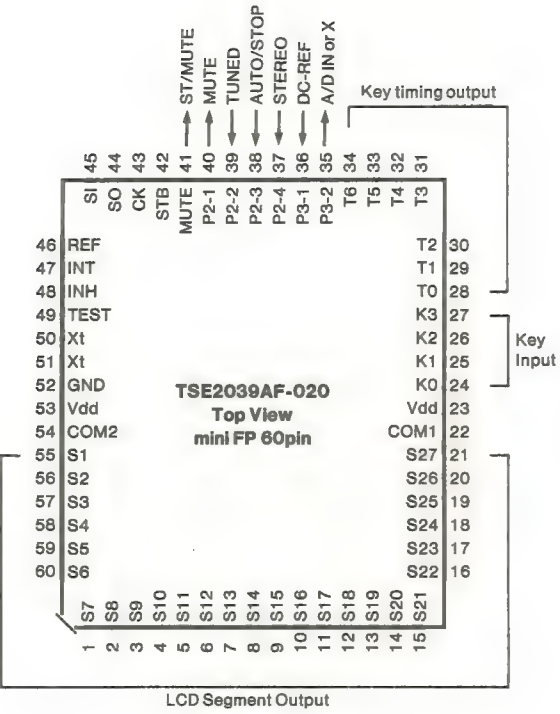 ST/MUTE
MUTE
TUNED
AUTO/STOP
STEREO
DC-REF
A/D IN or X
Key timing output
45 44 43 42 41 40 39 38 37 36 35 34 33 32 31
SI SO CK STB MUTE P2-1 P2-2 P2-3 P2-4 P3-1 P3-2 T6 T5 T4 T3
46 REF T2 30
47 INT T1 29
48 INH T0 28
49 TEST K3 27
50 Xt K2 26 Key
51 Xt K1 25 Input
52 GND K0 24
TSE2039AF-020
53 Vdd Vdd 23
Top View
54 COM2 COM1 22
mini FP 60pin
55 S1 S27 21
56 S2 S26 20
57 S3 S25 19
58 S4 S24 18
59 S5 S23 17
60 S6 S22 16
S7 S8 S9 S10 S11 S12 S13 S14 S15 S16 S17 S18 S19 S20 S21
1 2 3 4 5 6 7 8 9 10 11 12 13 14 15
LCD Segment Output